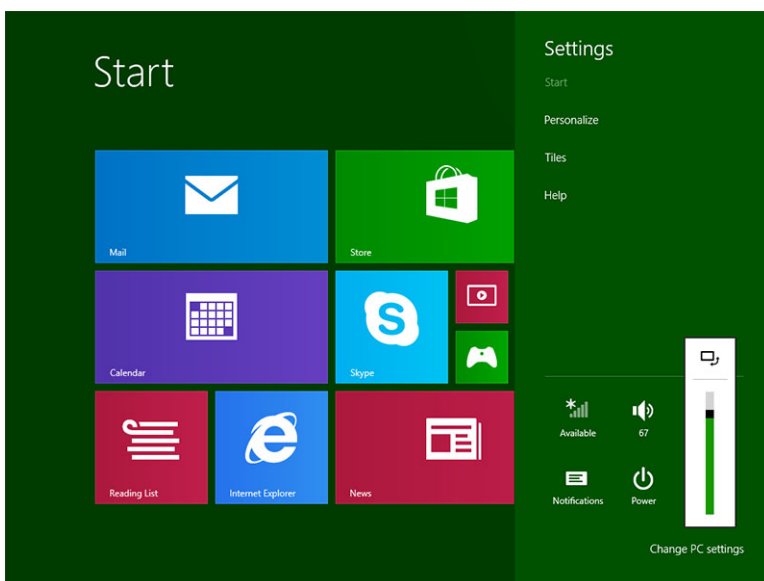 Start
Mail
Store
Calendar
Skype
Reading List
Internet Explorer
News
Settings
Start
Personalize
Tiles
Help
Available
67
Notifications
Power
Change PC settings